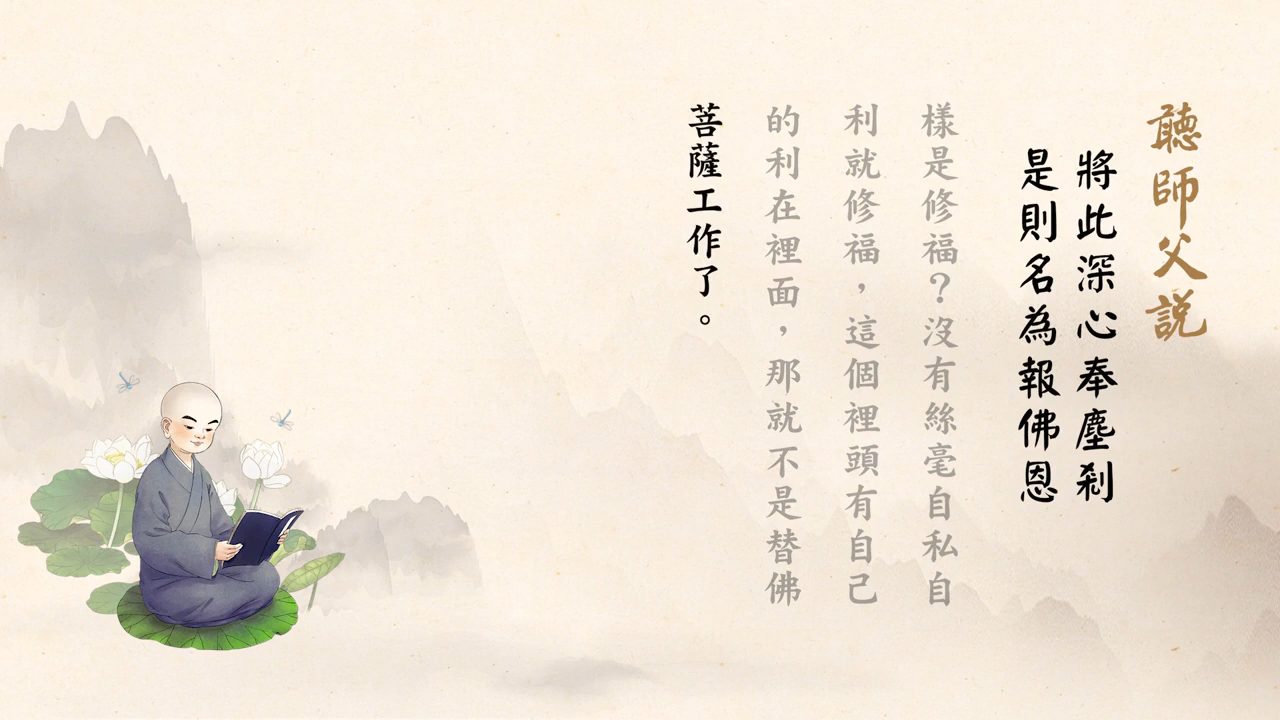 聽師父說
將此深心奉塵剎
是則名為報佛恩
樣是修福？沒有絲毫自私自
利就修福，這個裡頭有自己
的利在裡面，那就不是替佛
菩薩工作了。